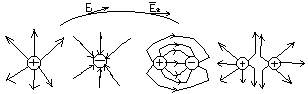 E₁ E₂
+ − + − + +